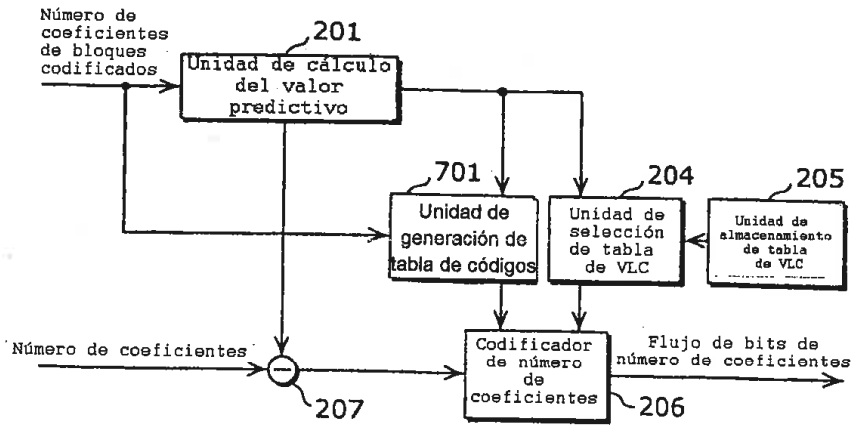 Número de
coeficientes
de bloques
codificados
201
Unidad de cálculo
del valor
predictivo
701
Unidad de
generación de
tabla de códigos
204
Unidad de
selección
de tabla
de VLC
205
Unidad de
almacenamiento
de tabla
de VLC
Número de coeficientes
207
Codificador
de número
de
coeficientes
206
Flujo de bits de
número de coeficientes